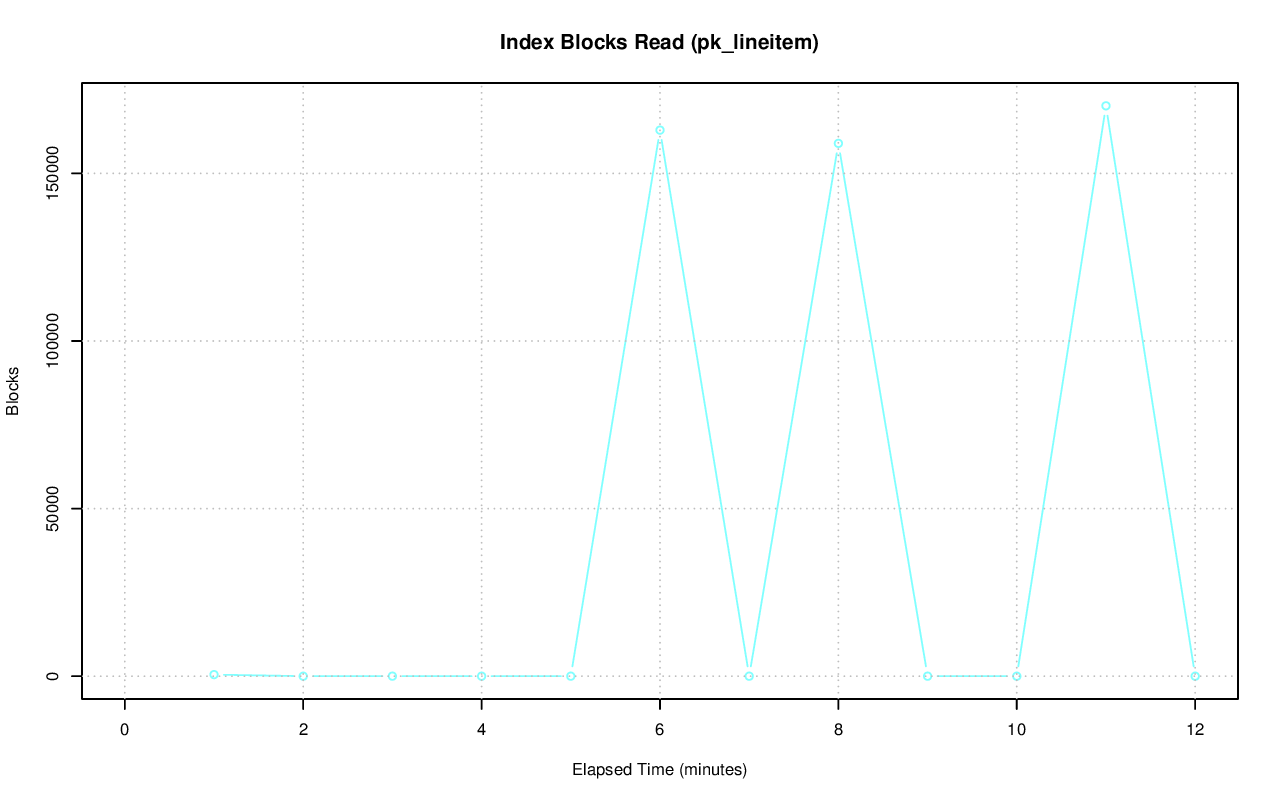 Index Blocks Read (pk_lineitem)
150000
100000
50000
0
Blocks
0 2 4 6 8 10 12
Elapsed Time (minutes)